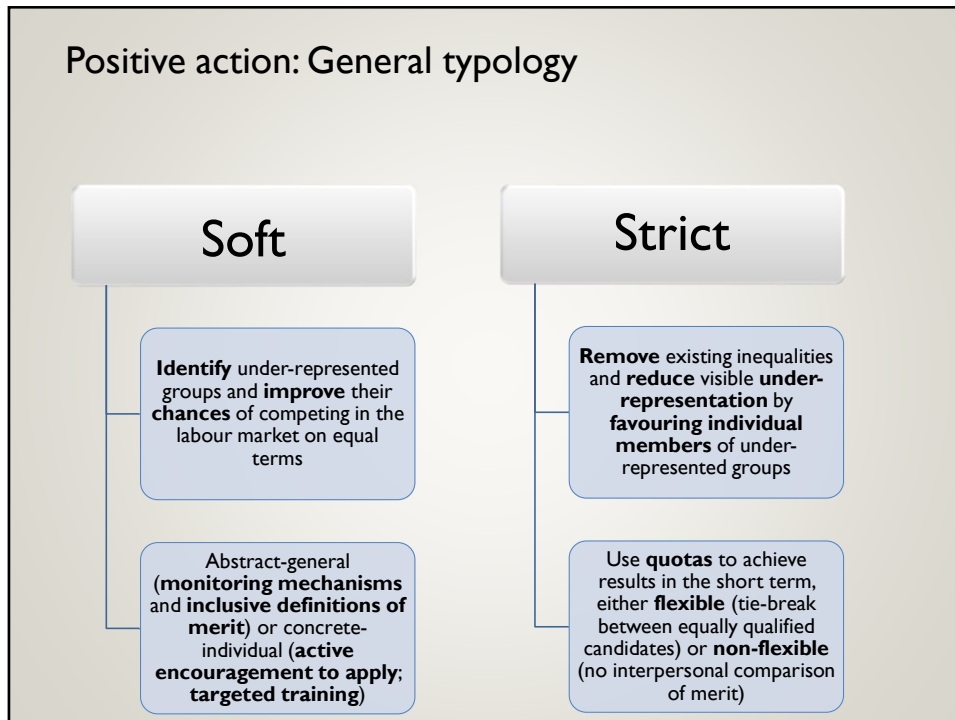 Positive action: General typology
Soft
Identify under-represented
groups and improve their
chances of competing in the
labour market on equal
terms
Abstract-general
(monitoring mechanisms
and inclusive definitions of
merit) or concrete-
individual (active
encouragement to apply;
targeted training)
Strict
Remove existing inequalities
and reduce visible under-
representation by
favouring individual
members of under-
represented groups
Use quotas to achieve
results in the short term,
either flexible (tie-break
between equally qualified
candidates) or non-flexible
(no interpersonal comparison
of merit)